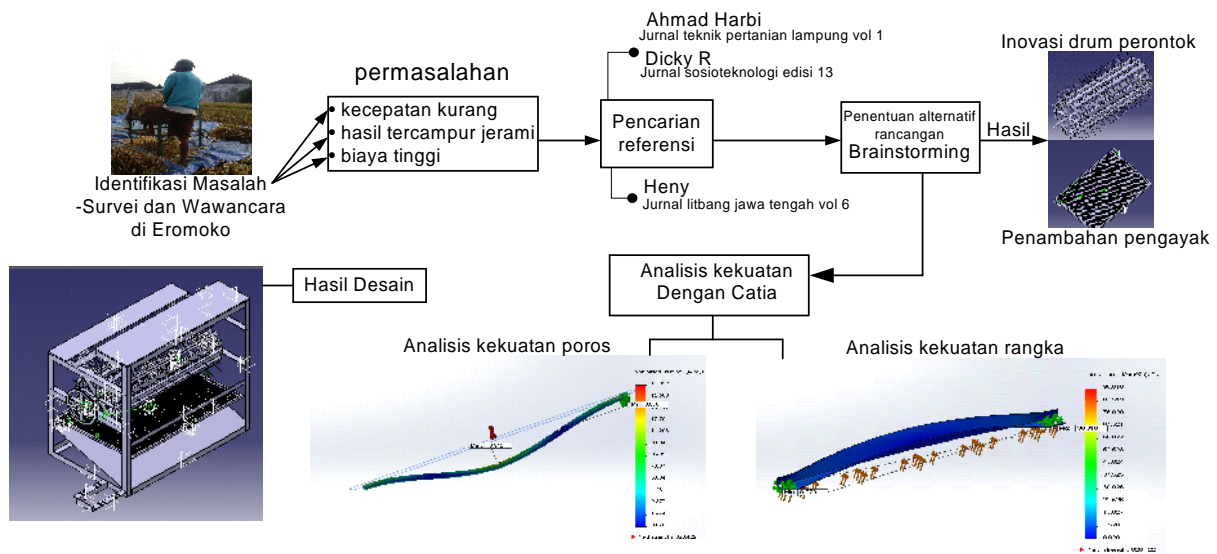 Ahmad Harbi
Jurnal teknik pertanian lampung vol 1
Dicky R
Jurnal sosioteknologi edisi 13
Inovasi drum perontok
permasalahan
• kecepatan kurang
• hasil tercampur jerami
• biaya tinggi
Pencarian
referensi
Penentuan alternatif
rancangan
Brainstorming
Hasil
Identifikasi Masalah
-Survei dan Wawancara
di Eromoko
Heny
Jurnal litbang jawa tengah vol 6
Penambahan pengayak
Hasil Desain
Analisis kekuatan
Dengan Catia
Analisis kekuatan poros
Analisis kekuatan rangka